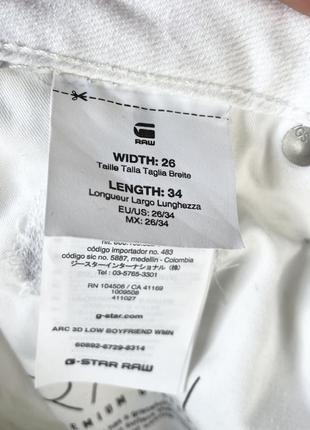 RAW
WIDTH: 26
Taille Talla Taglia Breite
LENGTH: 34
Longueur Largo Lunghezza
EU/US: 26/34
MX: 26/34
código importador no. 483
código sic no. 5887, medellin - Colombia
ジースターインターナショナル (株)
Tel : 03-5765-3301
RN 104506 / CA 41169
1009508
411027
g-star.com
ARC 3D LOW BOYFRIEND WMN
60892-6729-8314
G-STAR RAW